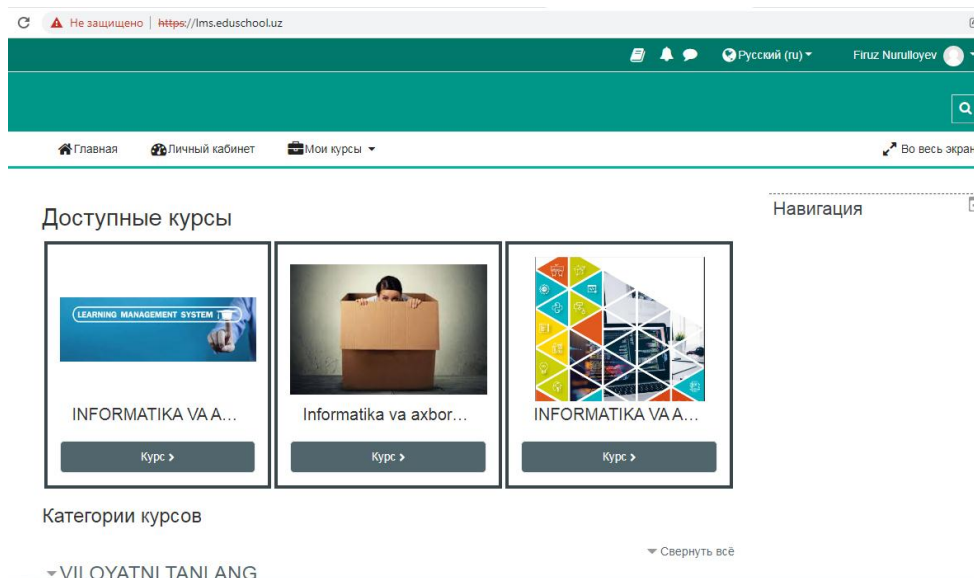 Не защищено | https://lms.eduschool.uz
Русский (ru) Firuz Nurulloyev
Главная Личный кабинет Мои курсы Во весь экран
Доступные курсы
Навигация
LEARNING MANAGEMENT SYSTEM
INFORMATIKA VA A... Informatika va axbor... INFORMATIKA VA A...
Курс Курс Курс
Категории курсов
Свернуть всё
VILOYATNI TANLANG